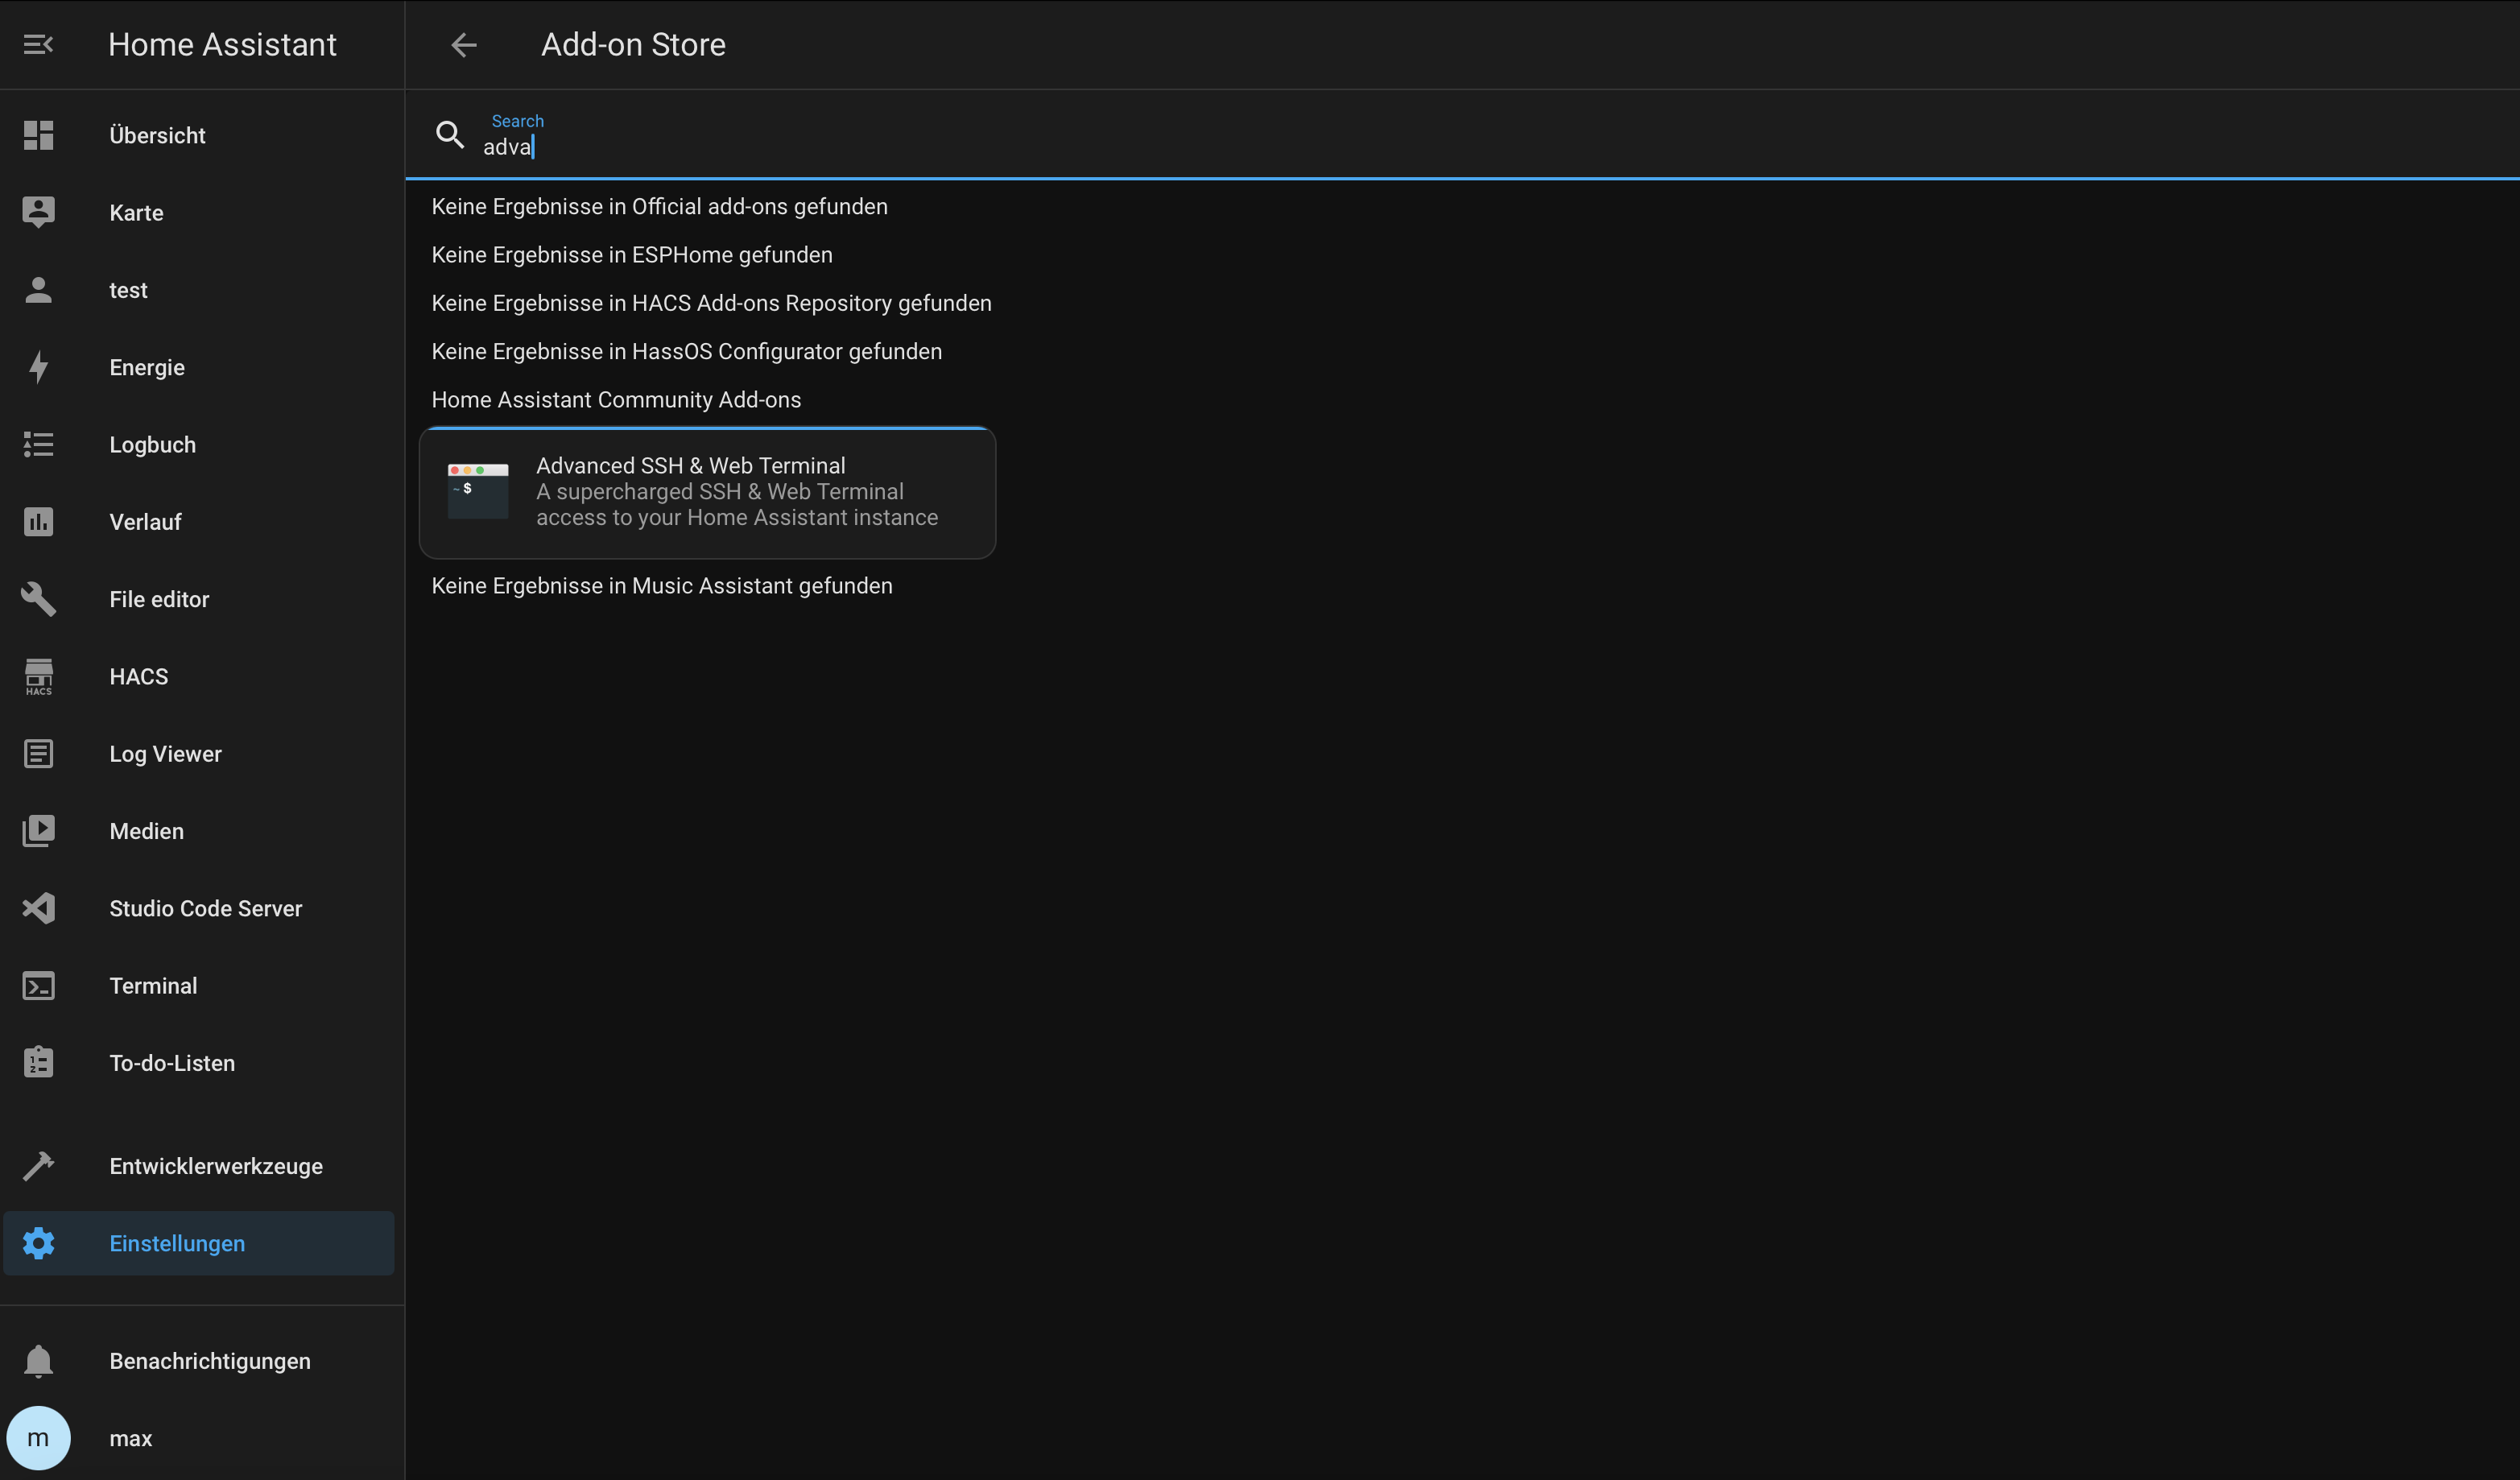 Home Assistant
Übersicht
Karte
test
Energie
Logbuch
Verlauf
File editor
HACS
HACS
Log Viewer
Medien
Studio Code Server
Terminal
To-do-Listen
Entwicklerwerkzeuge
Einstellungen
Benachrichtigungen
m
max
Add-on Store
Search
adva
Keine Ergebnisse in Official add-ons gefunden
Keine Ergebnisse in ESPHome gefunden
Keine Ergebnisse in HACS Add-ons Repository gefunden
Keine Ergebnisse in HassOS Configurator gefunden
Home Assistant Community Add-ons
~ $
Advanced SSH & Web Terminal
A supercharged SSH & Web Terminal
access to your Home Assistant instance
Keine Ergebnisse in Music Assistant gefunden